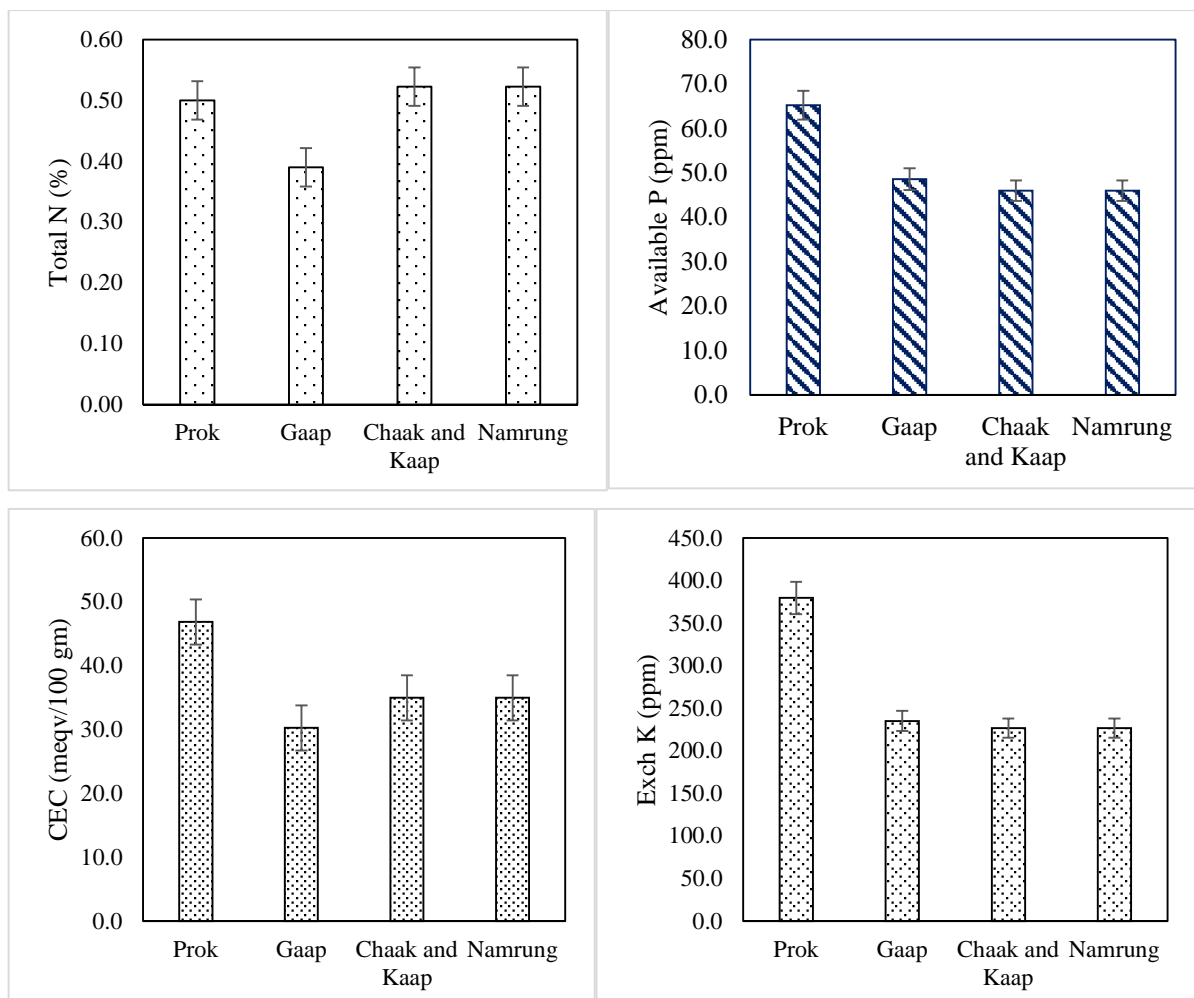 Total N (%)
0.60
0.50
0.40
0.30
0.20
0.10
0.00
Prok
Gaap
Chaak and
Kaap
Namrung
Available P (ppm)
80.0
70.0
60.0
50.0
40.0
30.0
20.0
10.0
0.0
Prok
Gaap
Chaak
and Kaap
Namrung
CEC (meqv/100 gm)
60.0
50.0
40.0
30.0
20.0
10.0
0.0
Prok
Gaap
Chaak and
Kaap
Namrung
Exch K (ppm)
450.0
400.0
350.0
300.0
250.0
200.0
150.0
100.0
50.0
0.0
Prok
Gaap
Chaak and
Kaap
Namrung